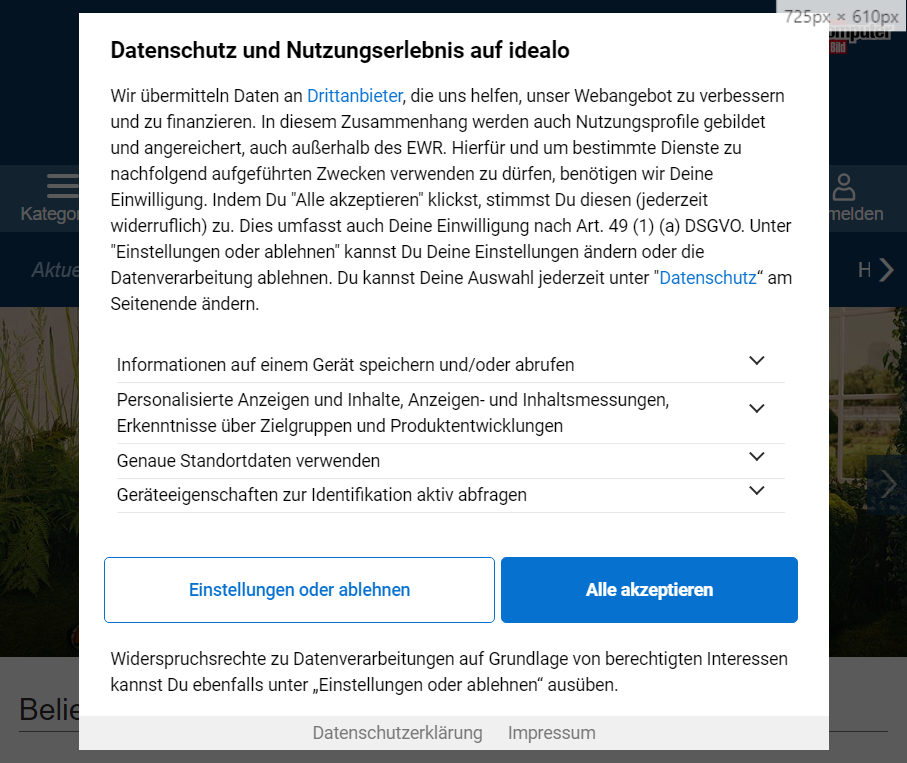 725px × 610px
Computer
Bild
Datenschutz und Nutzungserlebnis auf idealo
Wir übermitteln Daten an Drittanbieter, die uns helfen, unser Webangebot zu verbessern
und zu finanzieren. In diesem Zusammenhang werden auch Nutzungsprofile gebildet
und angereichert, auch außerhalb des EWR. Hierfür und um bestimmte Dienste zu
nachfolgend aufgeführten Zwecken verwenden zu dürfen, benötigen wir Deine
Einwilligung. Indem Du "Alle akzeptieren" klickst, stimmst Du diesen (jederzeit
widerruflich) zu. Dies umfasst auch Deine Einwilligung nach Art. 49 (1) (a) DSGVO. Unter
"Einstellungen oder ablehnen" kannst Du Deine Einstellungen ändern oder die
Datenverarbeitung ablehnen. Du kannst Deine Auswahl jederzeit unter "Datenschutz“ am
Seitenende ändern.
Kategor
melden
Aktue
H
Informationen auf einem Gerät speichern und/oder abrufen
Personalisierte Anzeigen und Inhalte, Anzeigen- und Inhaltsmessungen,
Erkenntnisse über Zielgruppen und Produktentwicklungen
Genaue Standortdaten verwenden
Geräteeigenschaften zur Identifikation aktiv abfragen
Einstellungen oder ablehnen
Alle akzeptieren
Widerspruchsrechte zu Datenverarbeitungen auf Grundlage von berechtigten Interessen
kannst Du ebenfalls unter „Einstellungen oder ablehnen“ ausüben.
Belie
Datenschutzerklärung Impressum